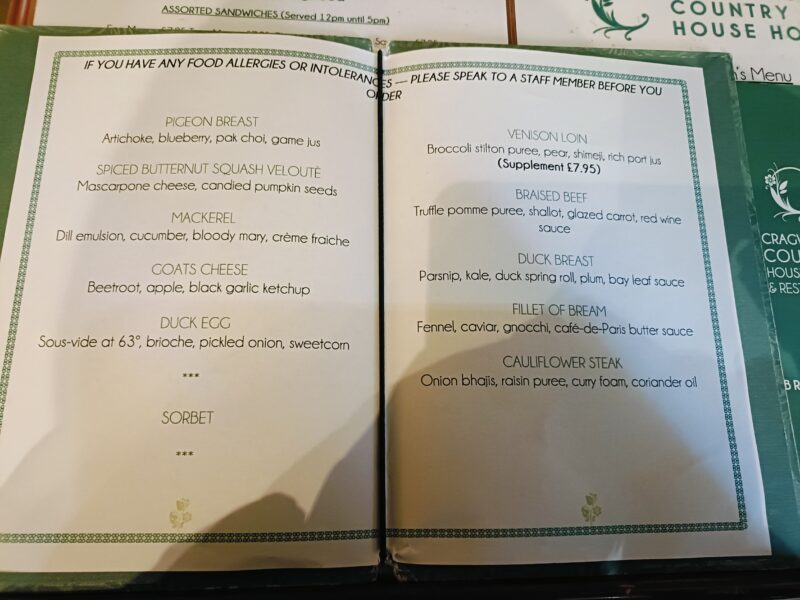 ASSORTED SANDWICHES (Served 12pm until 5pm)
COUNTRY
HOUSE HO
's Menu
IF YOU HAVE ANY FOOD ALLERGIES OR INTOLERANCES — PLEASE SPEAK TO A STAFF MEMBER BEFORE YOU
ORDER
PIGEON BREAST
Artichoke, blueberry, pak choi, game jus
SPICED BUTTERNUT SQUASH VELOUTÉ
Mascarpone cheese, candied pumpkin seeds
MACKEREL
Dill emulsion, cucumber, bloody mary, crème fraiche
GOATS CHEESE
Beetroot, apple, black garlic ketchup
DUCK EGG
Sous-vide at 63°, brioche, pickled onion, sweetcorn
***
SORBET
***
VENISON LOIN
Broccoli stilton puree, pear, shimeji, rich port jus
(Supplement £7.95)
BRAISED BEEF
Truffle pomme puree, shallot, glazed carrot, red wine
sauce
DUCK BREAST
Parsnip, kale, duck spring roll, plum, bay leaf sauce
FILLET OF BREAM
Fennel, caviar, gnocchi, café-de-Paris butter sauce
CAULIFLOWER STEAK
Onion bhajis, raisin puree, curry foam, coriander oil
CRAGW
COU
HOUS
& REST
BR